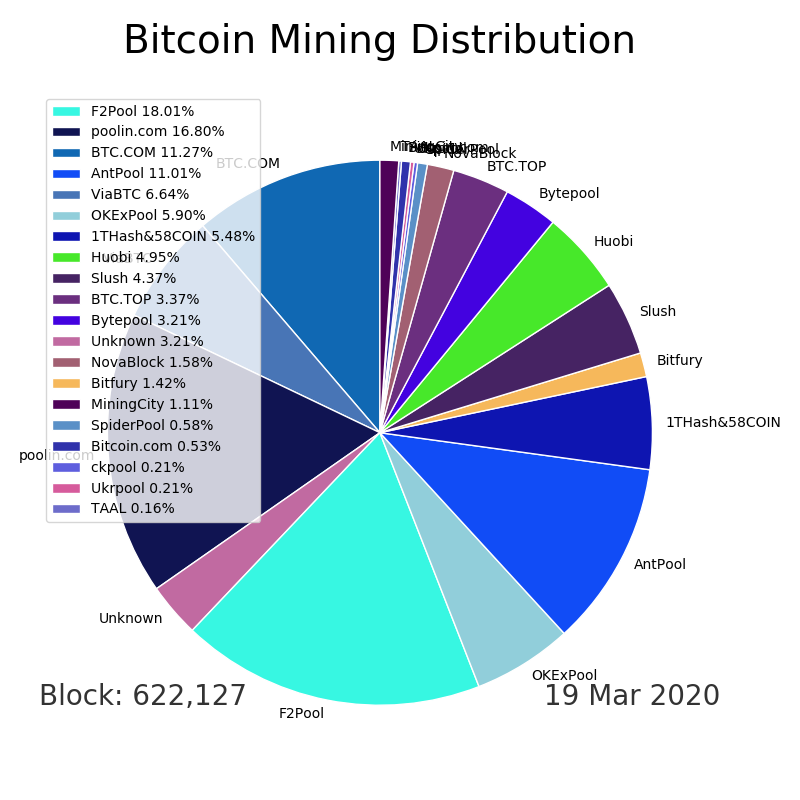 Bitcoin Mining Distribution
F2Pool 18.01%
poolin.com 16.80%
BTC.COM 11.27%
AntPool 11.01%
ViaBTC 6.64%
OKExPool 5.90%
1THash&58COIN 5.48%
Huobi 4.95%
Slush 4.37%
BTC.TOP 3.37%
Bytepool 3.21%
Unknown 3.21%
NovaBlock 1.58%
Bitfury 1.42%
MiningCity 1.11%
SpiderPool 0.58%
Bitcoin.com 0.53%
ckpool 0.21%
Ukrpool 0.21%
TAAL 0.16%
BTC.COM
MiningCity
NovaBlock
BTC.TOP
Bytepool
Huobi
Slush
Bitfury
1THash&58COIN
poolin.com
AntPool
Unknown
OKExPool
F2Pool
Block: 622,127
19 Mar 2020